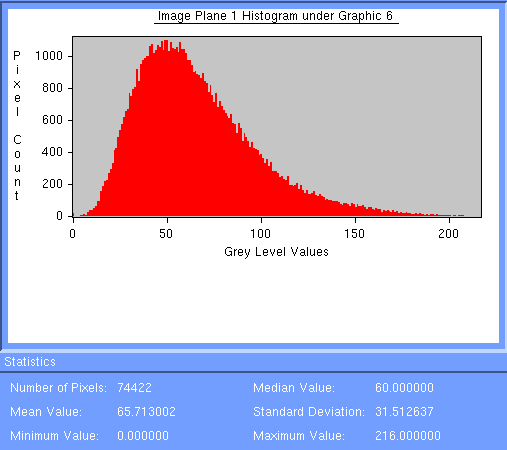 Image Plane 1 Histogram under Graphic 6
Pixel Count
1000
800
600
400
200
0
0 50 100 150 200
Grey Level Values
Statistics
Number of Pixels: 74422 Median Value: 60.000000
Mean Value: 65.713002 Standard Deviation: 31.512637
Minimum Value: 0.000000 Maximum Value: 216.000000